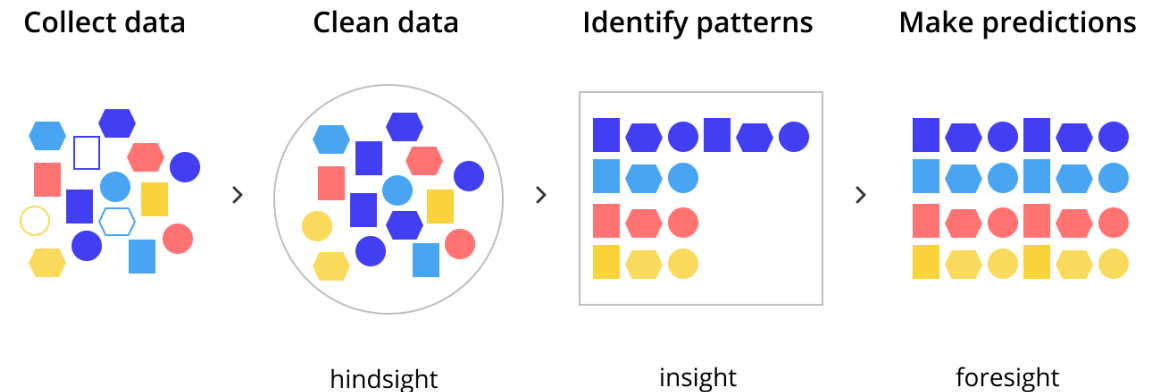 Collect data
Clean data
Identify patterns
Make predictions
hindsight
insight
foresight